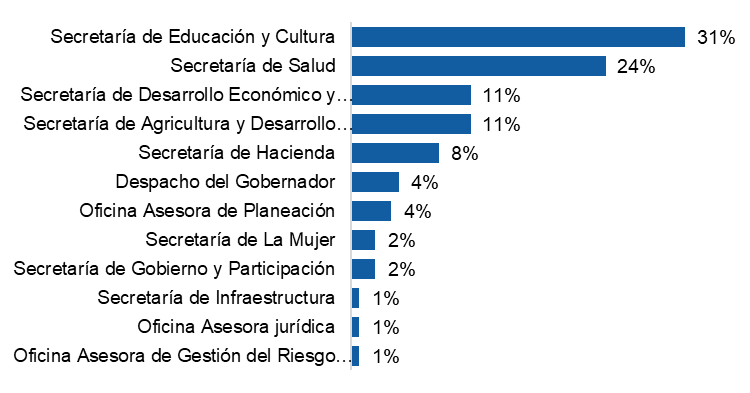 Secretaría de Educación y Cultura 31%
Secretaría de Salud 24%
Secretaría de Desarrollo Económico y… 11%
Secretaría de Agricultura y Desarrollo… 11%
Secretaría de Hacienda 8%
Despacho del Gobernador 4%
Oficina Asesora de Planeación 4%
Secretaría de La Mujer 2%
Secretaría de Gobierno y Participación 2%
Secretaría de Infraestructura 1%
Oficina Asesora jurídica 1%
Oficina Asesora de Gestión del Riesgo… 1%